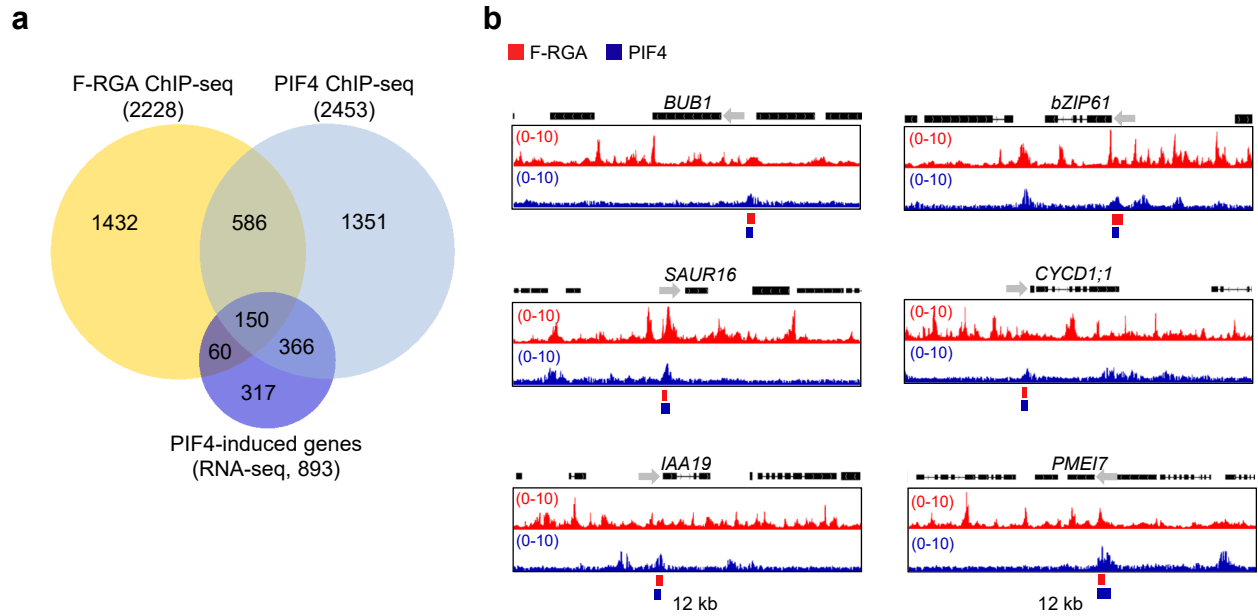 a
F-RGA ChIP-seq
(2228)
PIF4 ChIP-seq
(2453)
1432
586
1351
150
60
366
317
PIF4-induced genes
(RNA-seq, 893)
b
F-RGA
PIF4
BUB1
(0-10)
(0-10)
bZIP61
(0-10)
(0-10)
SAUR16
(0-10)
(0-10)
CYCD1;1
(0-10)
(0-10)
IAA19
(0-10)
(0-10)
12 kb
PMEI7
(0-10)
(0-10)
12 kb